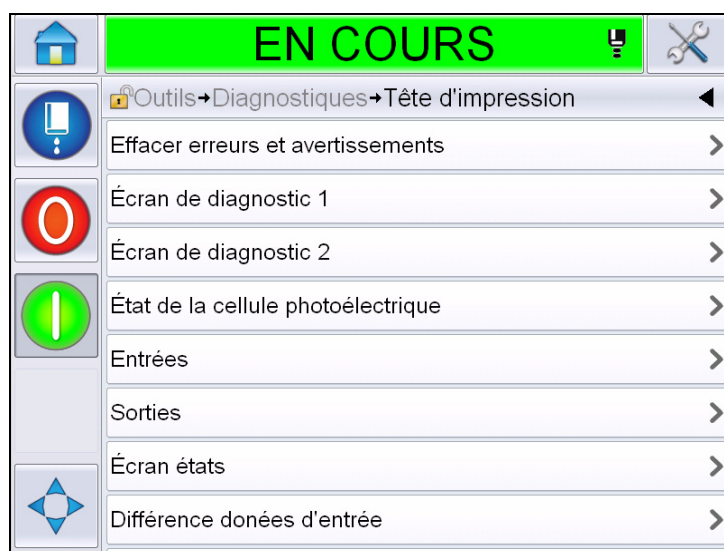 EN COURS
Outils→Diagnostiques→Tête d'impression
Effacer erreurs et avertissements
Écran de diagnostic 1
Écran de diagnostic 2
État de la cellule photoélectrique
Entrées
Sorties
Écran états
Différence donées d'entrée